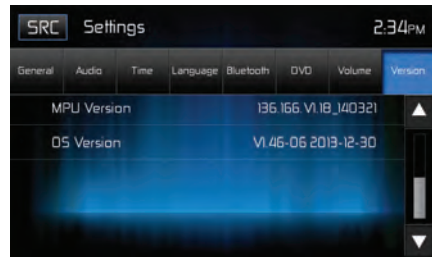 SRC Settings 2:34PM
General Audio Time Language Bluetooth DVD Volume Version
MPU Version 136.166.V1.18_140321
OS Version V1.46-06 2013-12-30